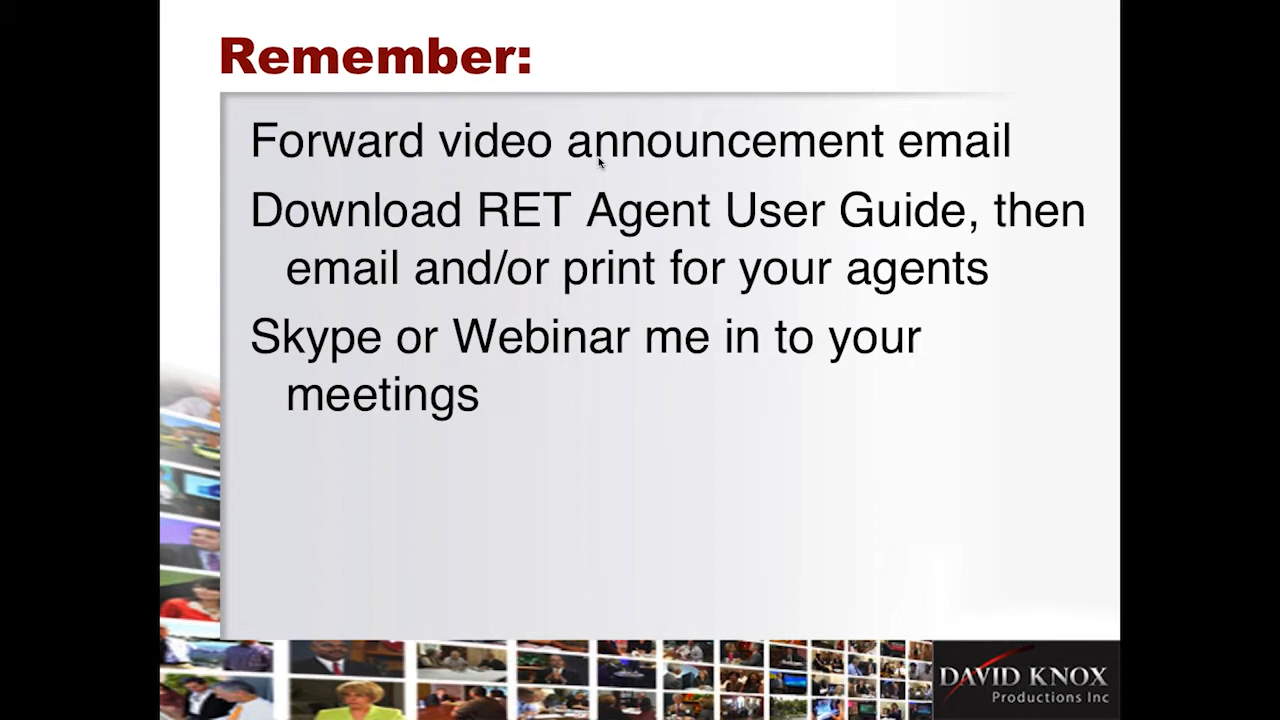 Remember:
Forward video announcement email
Download RET Agent User Guide, then
email and/or print for your agents
Skype or Webinar me in to your
meetings
DAVID KNOX
Productions Inc